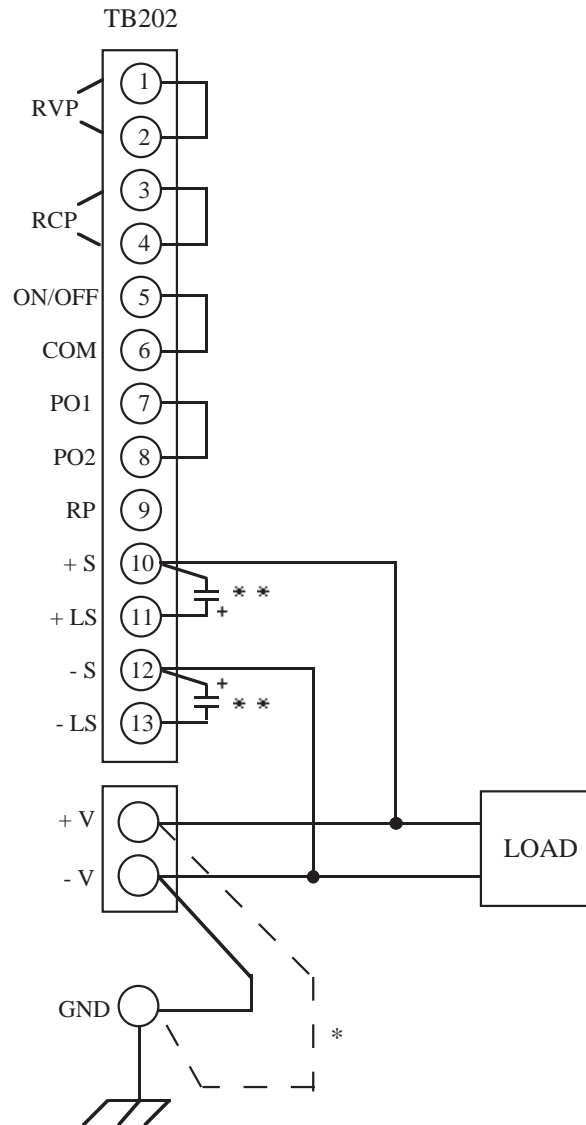 TB202
RVP
1
2
RCP
3
4
ON/OFF 5
COM 6
PO1 7
PO2 8
RP 9
+ S 10
* *
+ LS 11 +
- S 12 +
* *
- LS 13
+ V
- V
LOAD
GND
*